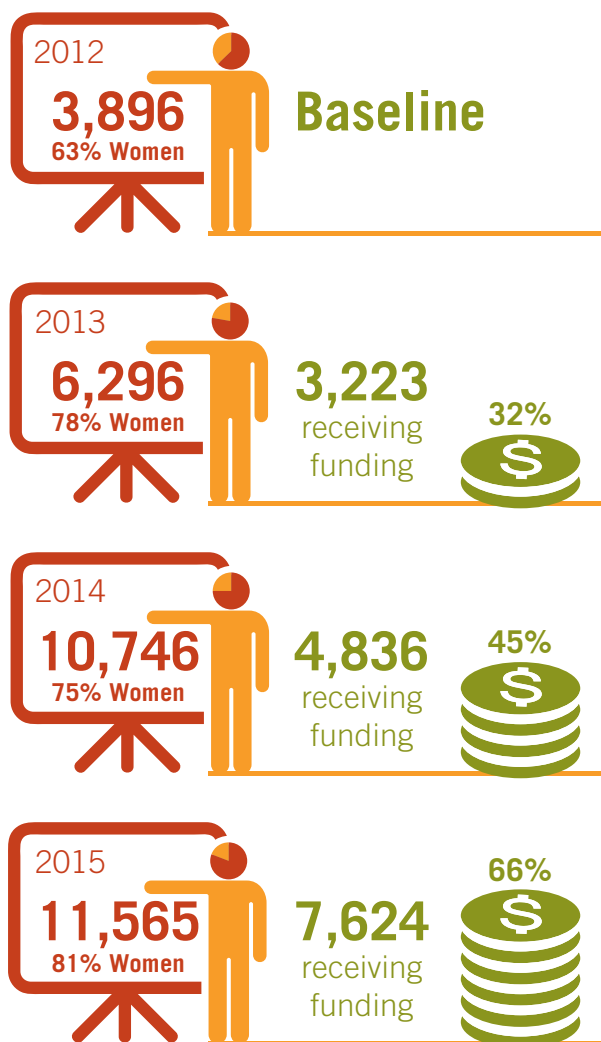 2012
3,896
63% Women
Baseline
2013
6,296
78% Women
3,223
receiving
funding
32%
$
2014
10,746
75% Women
4,836
receiving
funding
45%
$
2015
11,565
81% Women
7,624
receiving
funding
66%
$